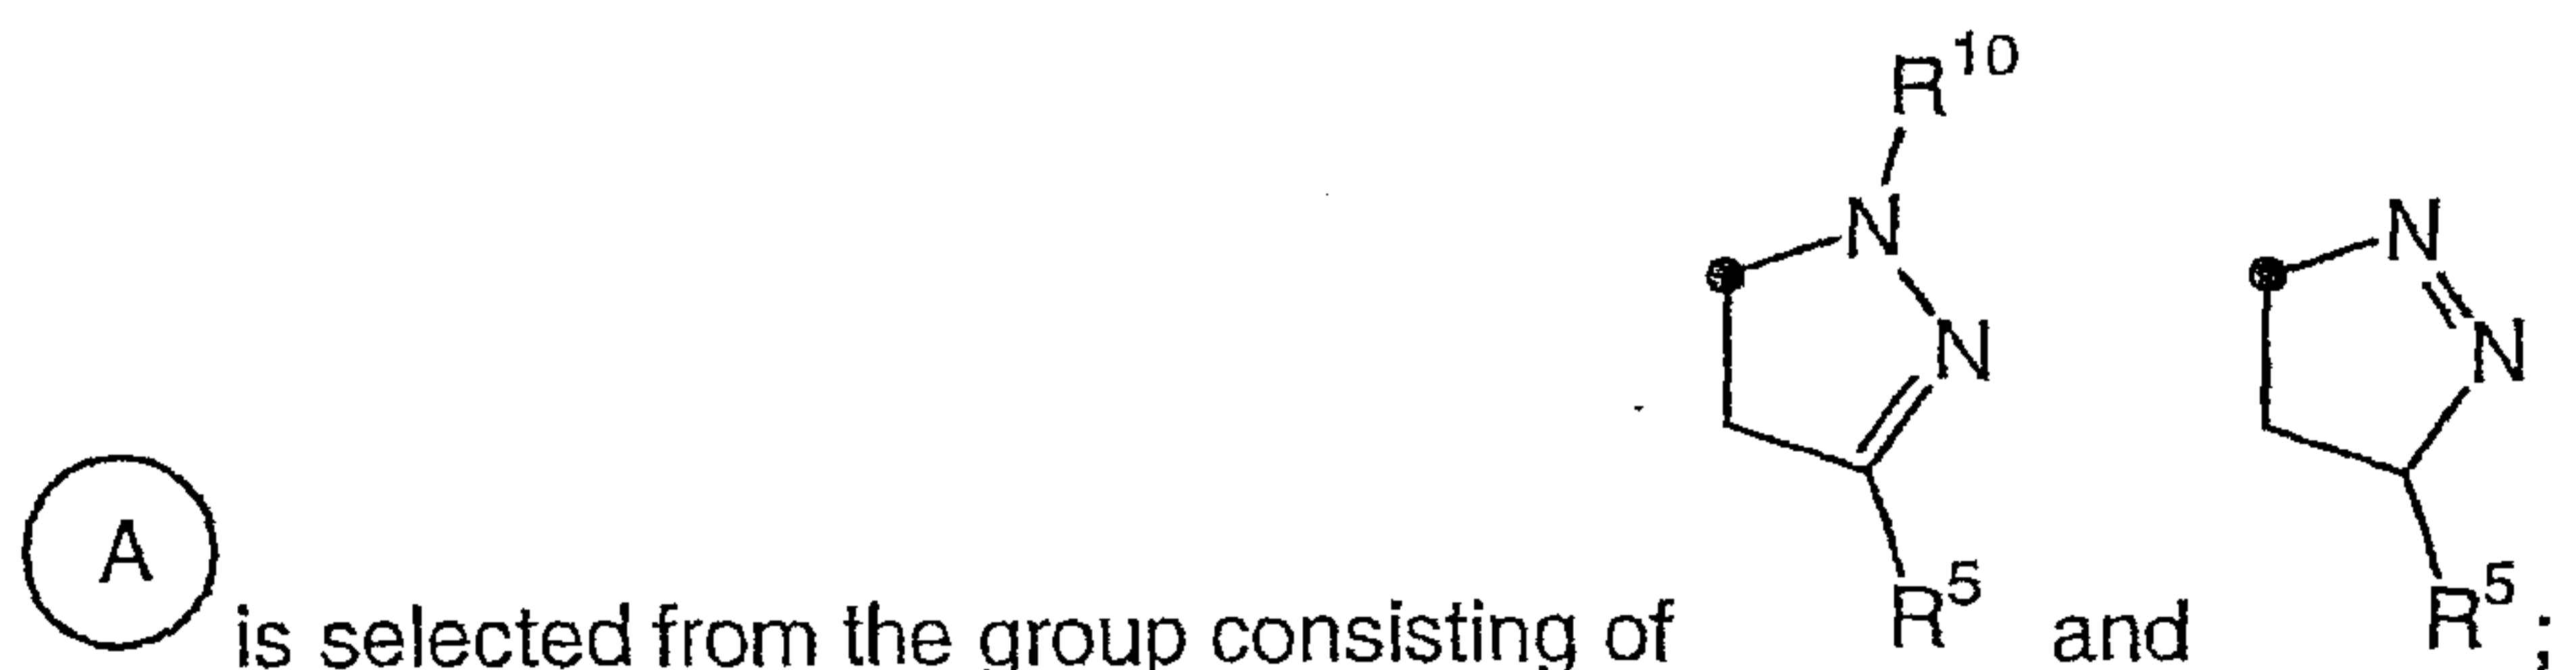 R10
N
N
N
N
A
is selected from the group consisting of R5 and R5 ;